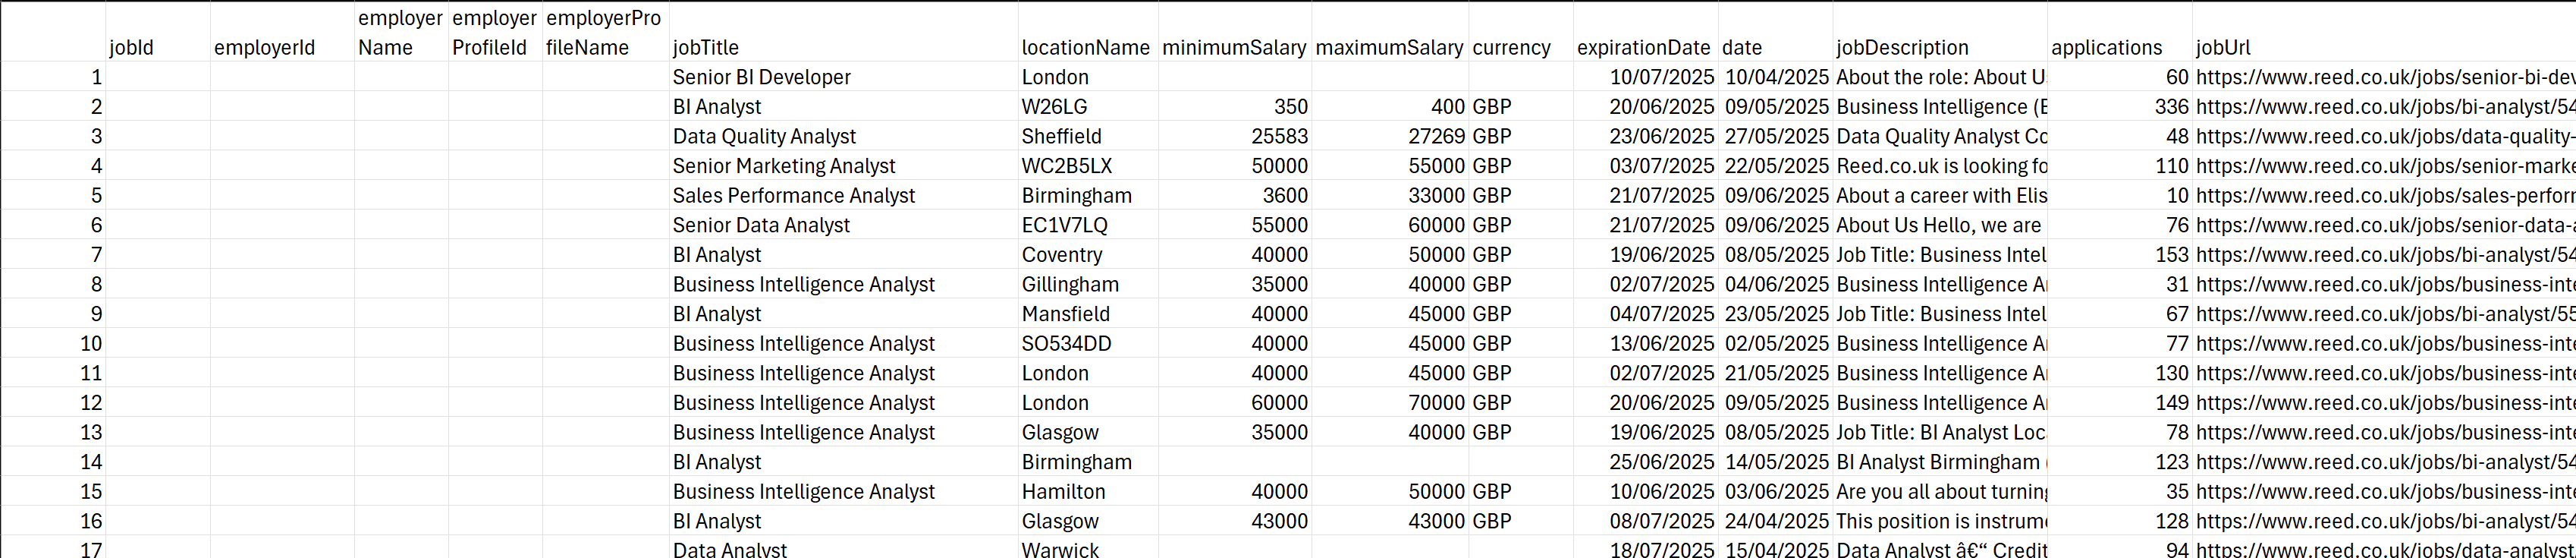 jobId employerId employer Name employer ProfileId employerPro fileName jobTitle locationName minimumSalary maximumSalary currency expirationDate date jobDescription applications jobUrl
1 Senior BI Developer London 10/07/2025 10/04/2025 About the role: About U 60 https://www.reed.co.uk/jobs/senior-bi-dev
2 BI Analyst W26LG 350 400 GBP 20/06/2025 09/05/2025 Business Intelligence (B 336 https://www.reed.co.uk/jobs/bi-analyst/54
3 Data Quality Analyst Sheffield 25583 27269 GBP 23/06/2025 27/05/2025 Data Quality Analyst Co 48 https://www.reed.co.uk/jobs/data-quality-
4 Senior Marketing Analyst WC2B5LX 50000 55000 GBP 03/07/2025 22/05/2025 Reed.co.uk is looking fo 110 https://www.reed.co.uk/jobs/senior-marke
5 Sales Performance Analyst Birmingham 3600 33000 GBP 21/07/2025 09/06/2025 About a career with Elis 10 https://www.reed.co.uk/jobs/sales-perforr
6 Senior Data Analyst EC1V7LQ 55000 60000 GBP 21/07/2025 09/06/2025 About Us Hello, we are 76 https://www.reed.co.uk/jobs/senior-data-a
7 BI Analyst Coventry 40000 50000 GBP 19/06/2025 08/05/2025 Job Title: Business Intel 153 https://www.reed.co.uk/jobs/bi-analyst/54
8 Business Intelligence Analyst Gillingham 35000 40000 GBP 02/07/2025 04/06/2025 Business Intelligence A 31 https://www.reed.co.uk/jobs/business-inte
9 BI Analyst Mansfield 40000 45000 GBP 04/07/2025 23/05/2025 Job Title: Business Intel 67 https://www.reed.co.uk/jobs/bi-analyst/55
10 Business Intelligence Analyst SO534DD 40000 45000 GBP 13/06/2025 02/05/2025 Business Intelligence A 77 https://www.reed.co.uk/jobs/business-inte
11 Business Intelligence Analyst London 40000 45000 GBP 02/07/2025 21/05/2025 Business Intelligence A 130 https://www.reed.co.uk/jobs/business-inte
12 Business Intelligence Analyst London 60000 70000 GBP 20/06/2025 09/05/2025 Business Intelligence A 149 https://www.reed.co.uk/jobs/business-inte
13 Business Intelligence Analyst Glasgow 35000 40000 GBP 19/06/2025 08/05/2025 Job Title: BI Analyst Loc 78 https://www.reed.co.uk/jobs/business-inte
14 BI Analyst Birmingham 25/06/2025 14/05/2025 BI Analyst Birmingham ( 123 https://www.reed.co.uk/jobs/bi-analyst/54
15 Business Intelligence Analyst Hamilton 40000 50000 GBP 10/06/2025 03/06/2025 Are you all about turning 35 https://www.reed.co.uk/jobs/business-inte
16 BI Analyst Glasgow 43000 43000 GBP 08/07/2025 24/04/2025 This position is instrume 128 https://www.reed.co.uk/jobs/bi-analyst/54
17 Data Analyst Warwick 18/07/2025 15/04/2025 Data Analyst â€“ Credit 94 https://www.reed.co.uk/jobs/data-analyst